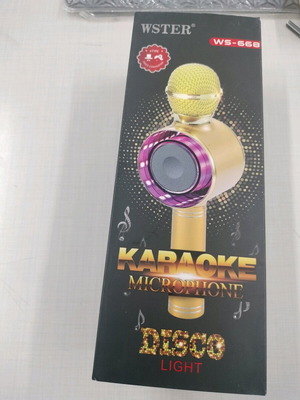 WSTER®
WS-668
KARAOKE
MICROPHONE
DISCO
LIGHT